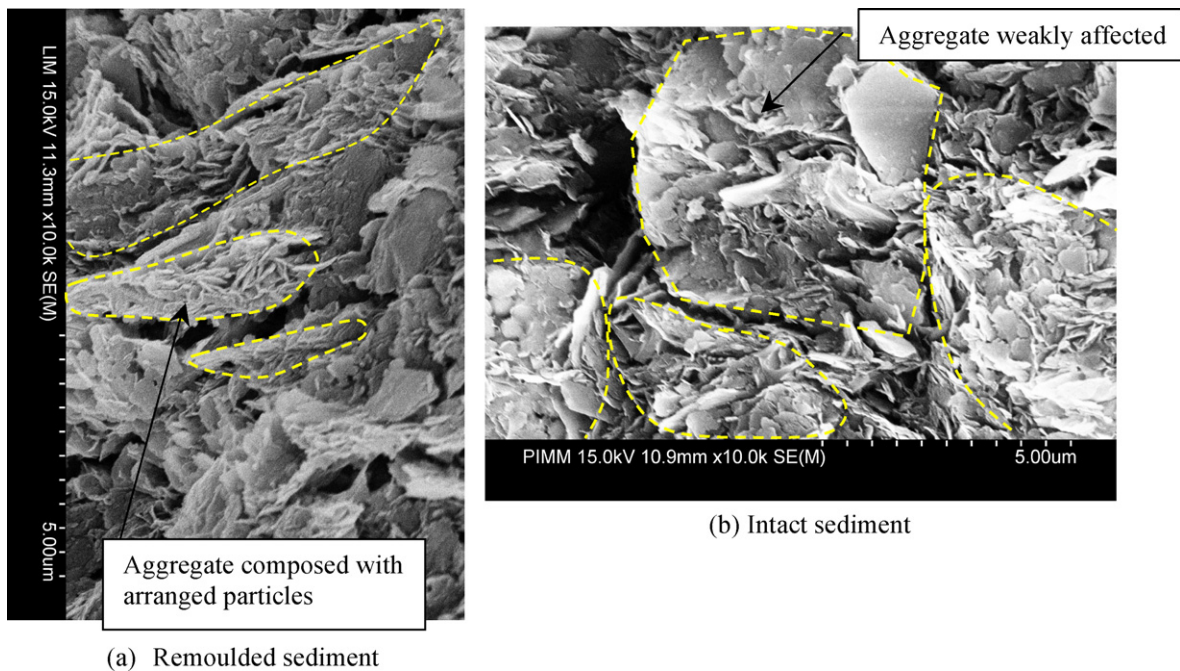 LIM 15.0kV 11.3mm x10.0k SE(M)
5.00um
Aggregate composed with
arranged particles
(a) Remoulded sediment
Aggregate weakly affected
PIMM 15.0kV 10.9mm x10.0k SE(M)
5.00um
(b) Intact sediment